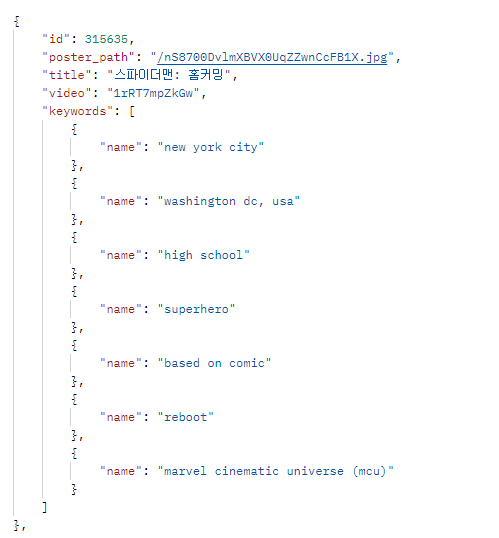 {
"id": 315635,
"poster_path": "/nS8700DvlmXBVX0UqZZwnCcFB1X.jpg",
"title": "스파이더맨: 홈커밍",
"video": "1rRT7mpZkGw",
"keywords": [
{
"name": "new york city"
},
{
"name": "washington dc, usa"
},
{
"name": "high school"
},
{
"name": "superhero"
},
{
"name": "based on comic"
},
{
"name": "reboot"
},
{
"name": "marvel cinematic universe (mcu)"
}
]
},